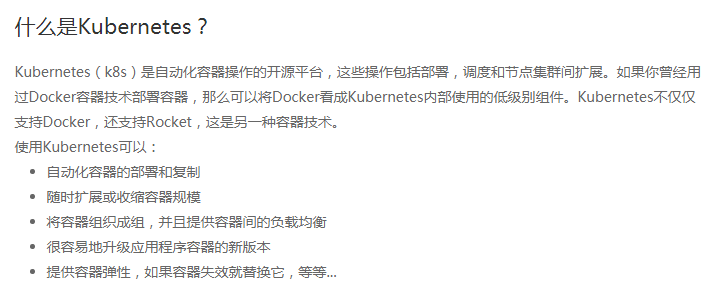 什么是Kubernetes？
Kubernetes（k8s）是自动化容器操作的开源平台，这些操作包括部署，调度和节点集群间扩展。如果你曾经用
过Docker容器技术部署容器，那么可以将Docker看成Kubernetes内部使用的低级别组件。Kubernetes不仅仅
支持Docker，还支持Rocket，这是另一种容器技术。
使用Kubernetes可以：
• 自动化容器的部署和复制
• 随时扩展或收缩容器规模
• 将容器组织成组，并且提供容器间的负载均衡
• 很容易地升级应用程序容器的新版本
• 提供容器弹性，如果容器失效就替换它，等等...